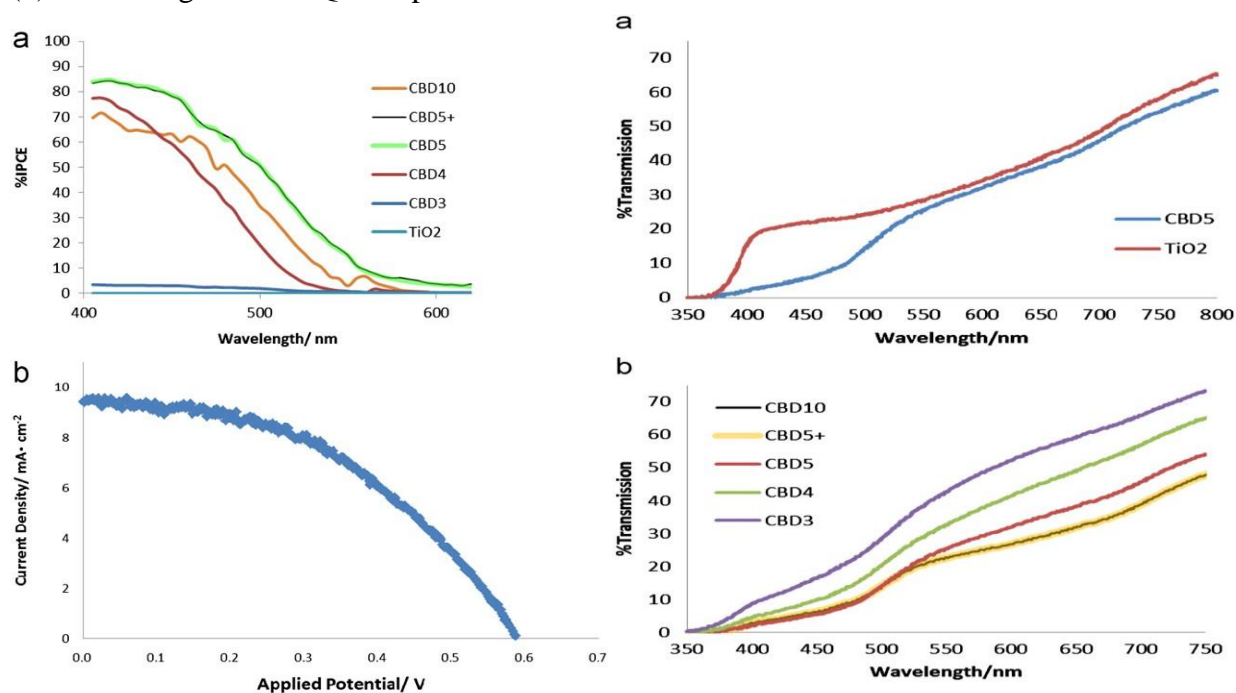 a
100
90
80
70
60
50
40
30
20
10
0
%IPCE
CBD10
CBD5+
CBD5
CBD4
CBD3
TiO2
400
500
600
Wavelength/ nm
b
10
8
6
4
2
0
Current Density/ mA· cm-2
0.0
0.1
0.2
0.3
0.4
0.5
0.6
0.7
Applied Potential/ V
a
70
60
50
40
30
20
10
0
%Transmission
CBD5
TiO2
350
400
450
500
550
600
650
700
750
800
Wavelength/nm
b
70
60
50
40
30
20
10
0
%Transmission
CBD10
CBD5+
CBD5
CBD4
CBD3
350
400
450
500
550
600
650
700
750
Wavelength/nm